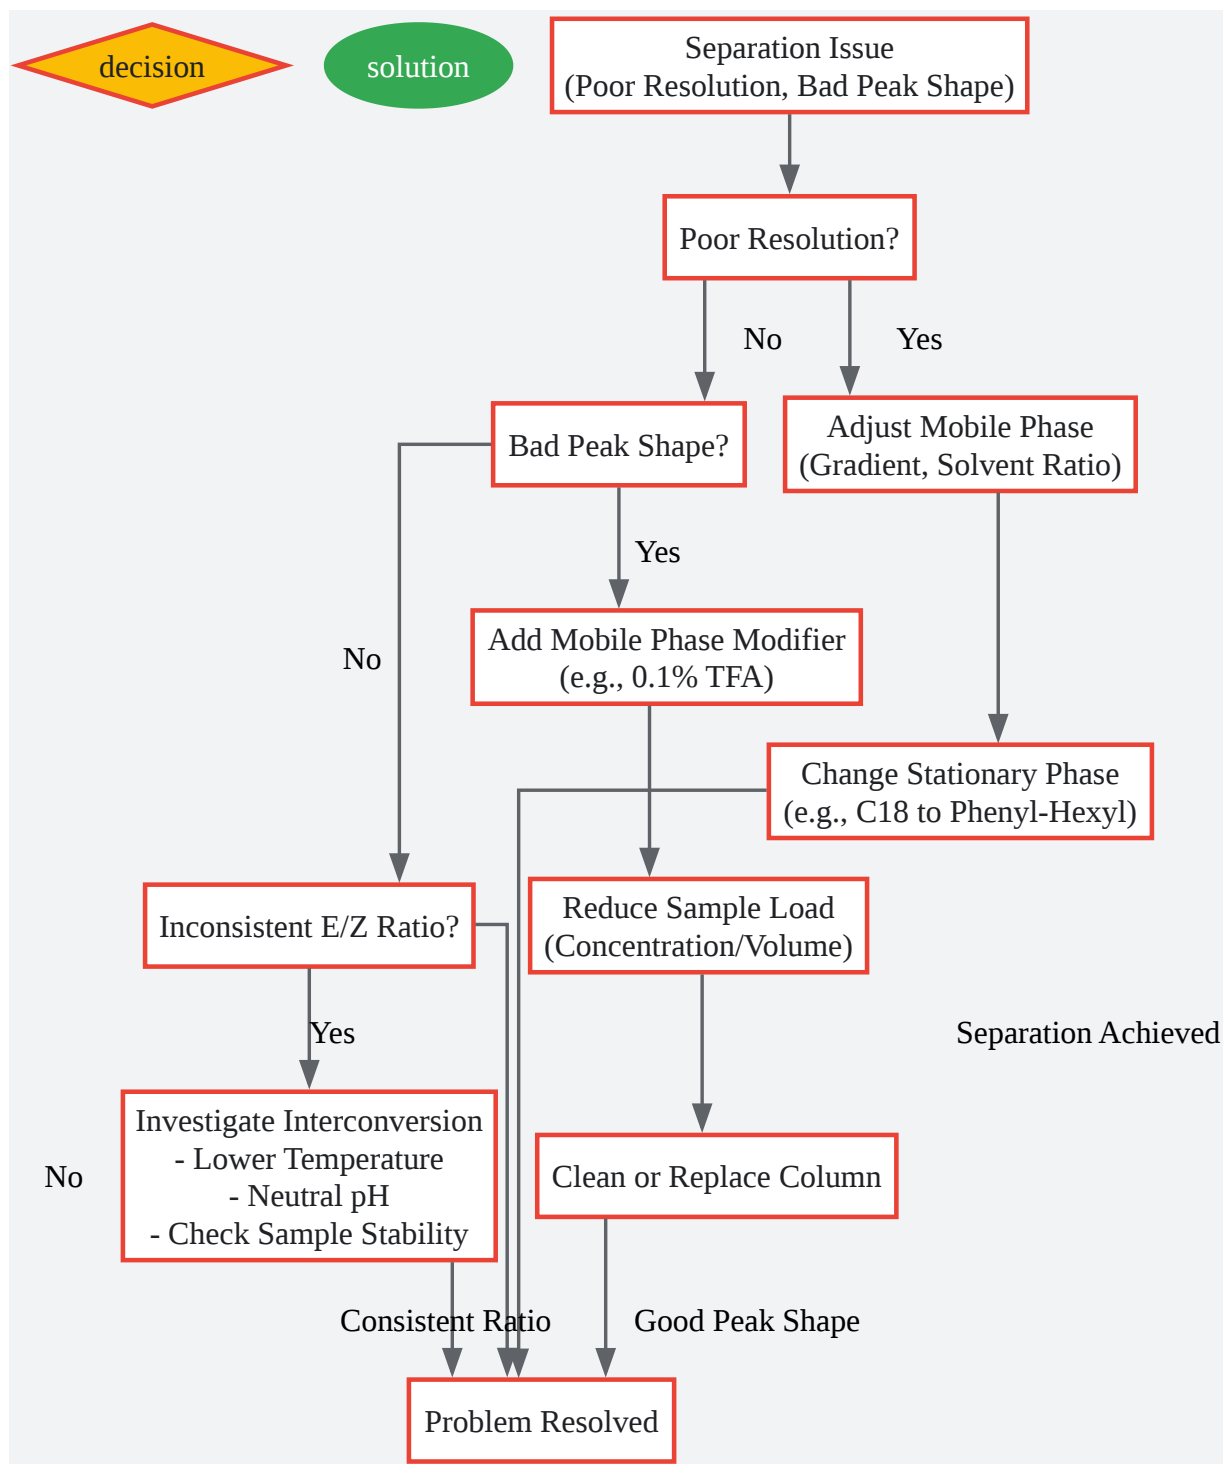 decision
solution
Separation Issue
(Poor Resolution, Bad Peak Shape)
Poor Resolution?
No
Yes
Bad Peak Shape?
Adjust Mobile Phase
(Gradient, Solvent Ratio)
Yes
No
Add Mobile Phase Modifier
(e.g., 0.1% TFA)
Change Stationary Phase
(e.g., C18 to Phenyl-Hexyl)
Inconsistent E/Z Ratio?
Reduce Sample Load
(Concentration/Volume)
Yes
Separation Achieved
Investigate Interconversion
- Lower Temperature
- Neutral pH
- Check Sample Stability
No
Clean or Replace Column
Consistent Ratio
Good Peak Shape
Problem Resolved